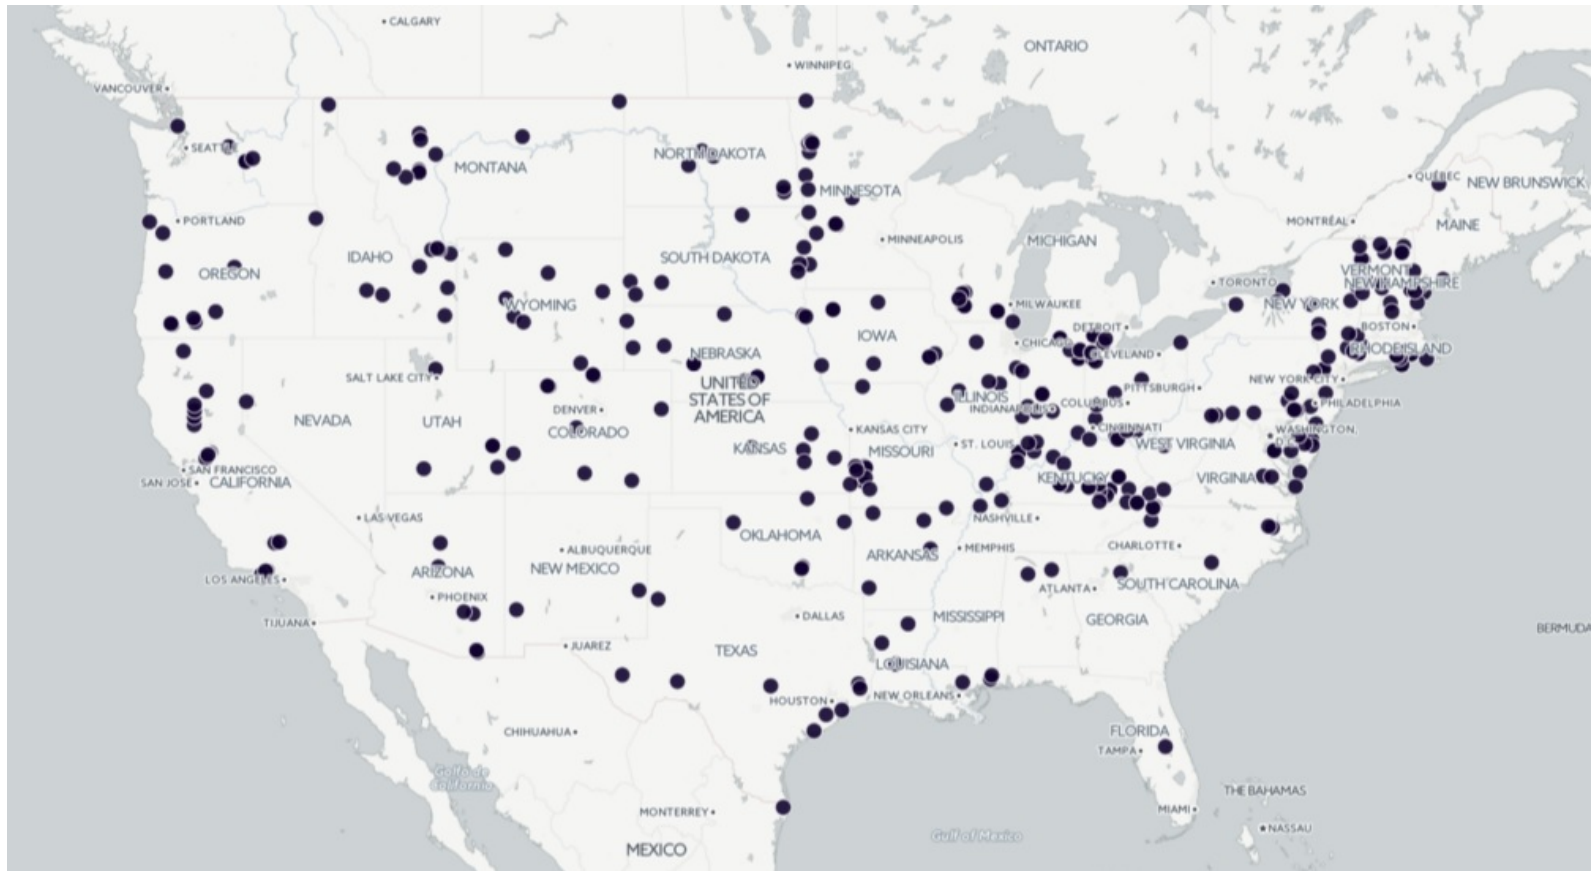 CALGARY
ONTARIO
WINNIPEG
VANCOUVER
SEATTLE
NORTH DAKOTA
MONTANA
QUÉBEC
NEW BRUNSWICK
MINNESOTA
PORTLAND
MONTRÉAL
MAINE
MINNEAPOLIS
MICHIGAN
IDAHO
SOUTH DAKOTA
OREGON
VERMONT
TORONTO
NEW HAMPSHIRE
WYOMING
MILWAUKEE
NEW YORK
DETROIT
BOSTON
IOWA
CHICAGO
CLEVELAND
RHODE ISLAND
NEBRASKA
SALT LAKE CITY
NEW YORK CITY
UNITED
STATES OF
AMERICA
PITTSBURGH
ILLINOIS
DENVER
INDIANAPOLIS
COLUMBUS
PHILADELPHIA
NEVADA
UTAH
COLORADO
KANSAS CITY
CINCINNATI
WASHINGTON,
KANSAS
MISSOURI
ST. LOUIS
WEST VIRGINIA
SAN FRANCISCO
SAN JOSE
CALIFORNIA
KENTUCKY
VIRGINIA
LAS VEGAS
NASHVILLE
OKLAHOMA
ALBUQUERQUE
ARKANSAS
MEMPHIS
CHARLOTTE
LOS ANGELES
ARIZONA
NEW MEXICO
ATLANTA
SOUTH CAROLINA
PHOENIX
DALLAS
MISSISSIPPI
GEORGIA
TIJUANA
BERMUDA
JUAREZ
TEXAS
LOUISIANA
HOUSTON
NEW ORLEANS
CHIHUAHUA
FLORIDA
TAMPA
Golfo de
California
THE BAHAMAS
MONTERREY
MIAMI
NASSAU
Gulf of Mexico
MEXICO